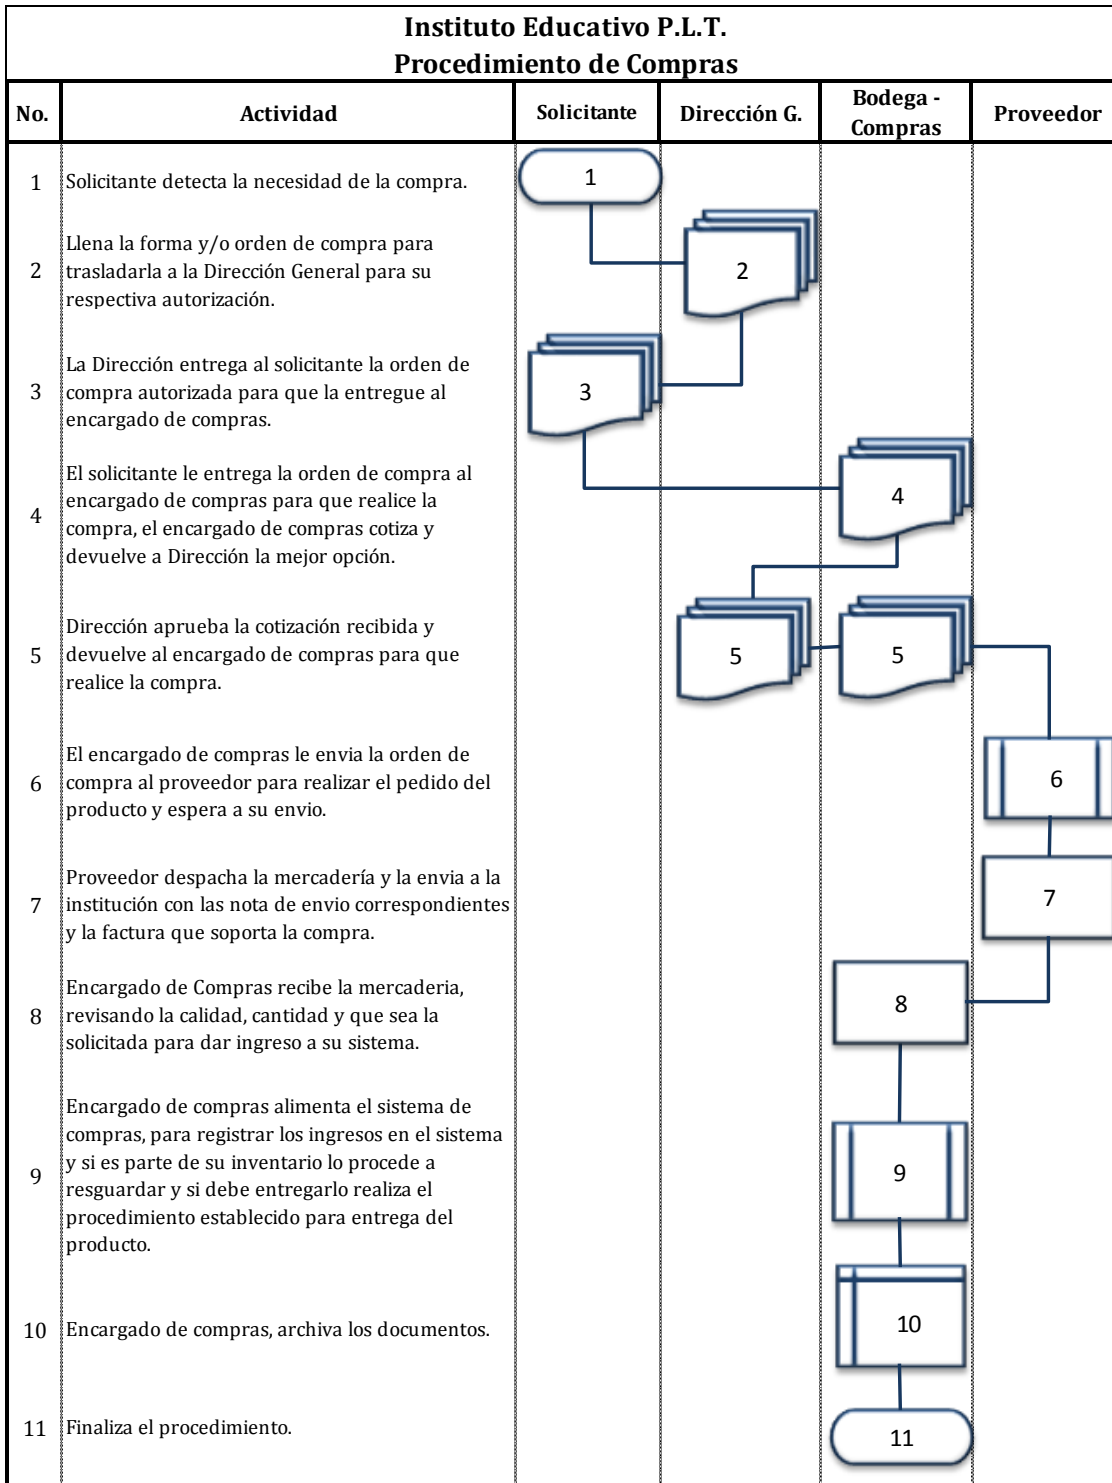 Instituto Educativo P.L.T.
Procedimiento de Compras
No. Actividad Solicitante Dirección G. Bodega - Compras Proveedor
1 Solicitante detecta la necesidad de la compra. 1
Llena la forma y/o orden de compra para
2 trasladarla a la Dirección General para su 2
respectiva autorización.
La Dirección entrega al solicitante la orden de
3 compra autorizada para que la entregue al 3
encargado de compras.
El solicitante le entrega la orden de compra al
encargado de compras para que realice la 4
4 compra, el encargado de compras cotiza y
devuelve a Dirección la mejor opción.
Dirección aprueba la cotización recibida y
5 devuelve al encargado de compras para que 5 5
realice la compra.
El encargado de compras le envia la orden de
6 compra al proveedor para realizar el pedido del 6
producto y espera a su envio.
Proveedor despacha la mercadería y la envia a la
7 institución con las nota de envio correspondientes 7
y la factura que soporta la compra.
Encargado de Compras recibe la mercaderia,
8 revisando la calidad, cantidad y que sea la 8
solicitada para dar ingreso a su sistema.
Encargado de compras alimenta el sistema de
compras, para registrar los ingresos en el sistema
9 y si es parte de su inventario lo procede a 9
resguardar y si debe entregarlo realiza el
procedimiento establecido para entrega del
producto.
10 Encargado de compras, archiva los documentos. 10
11 Finaliza el procedimiento. 11